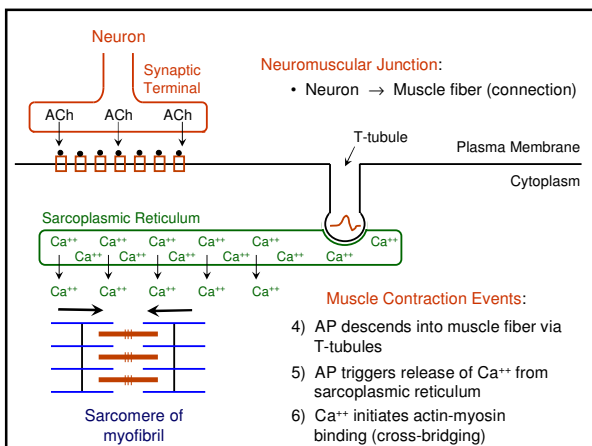 Neuron
Synaptic
Terminal
ACh ACh ACh
Neuromuscular Junction:
• Neuron → Muscle fiber (connection)
T-tubule
Plasma Membrane
Cytoplasm
Sarcoplasmic Reticulum
Ca⁺⁺ Ca⁺⁺ Ca⁺⁺ Ca⁺⁺ Ca⁺⁺ Ca⁺⁺
Ca⁺⁺ Ca⁺⁺ Ca⁺⁺ Ca⁺⁺ Ca⁺⁺ Ca⁺⁺
Ca⁺⁺ Ca⁺⁺ Ca⁺⁺ Ca⁺⁺ Ca⁺⁺
Muscle Contraction Events:
4) AP descends into muscle fiber via
T-tubules
5) AP triggers release of Ca⁺⁺ from
sarcoplasmic reticulum
6) Ca⁺⁺ initiates actin-myosin
binding (cross-bridging)
Sarcomere of
myofibril